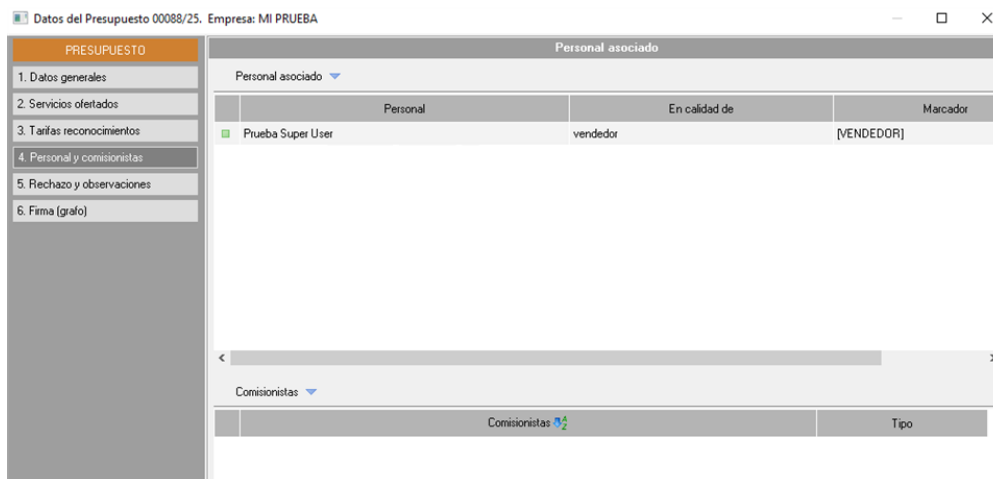 Datos del Presupuesto 00088/25. Empresa: MI PRUEBA
PRESUPUESTO
1. Datos generales
2. Servicios ofertados
3. Tarifas reconocimientos
4. Personal y comisionistas
5. Rechazo y observaciones
6. Firma (grafo)
Personal asociado
Personal asociado
Personal En calidad de Marcador
Prueba Super User vendedor [VENDEDOR]
Comisionistas
Comisionistas Tipo